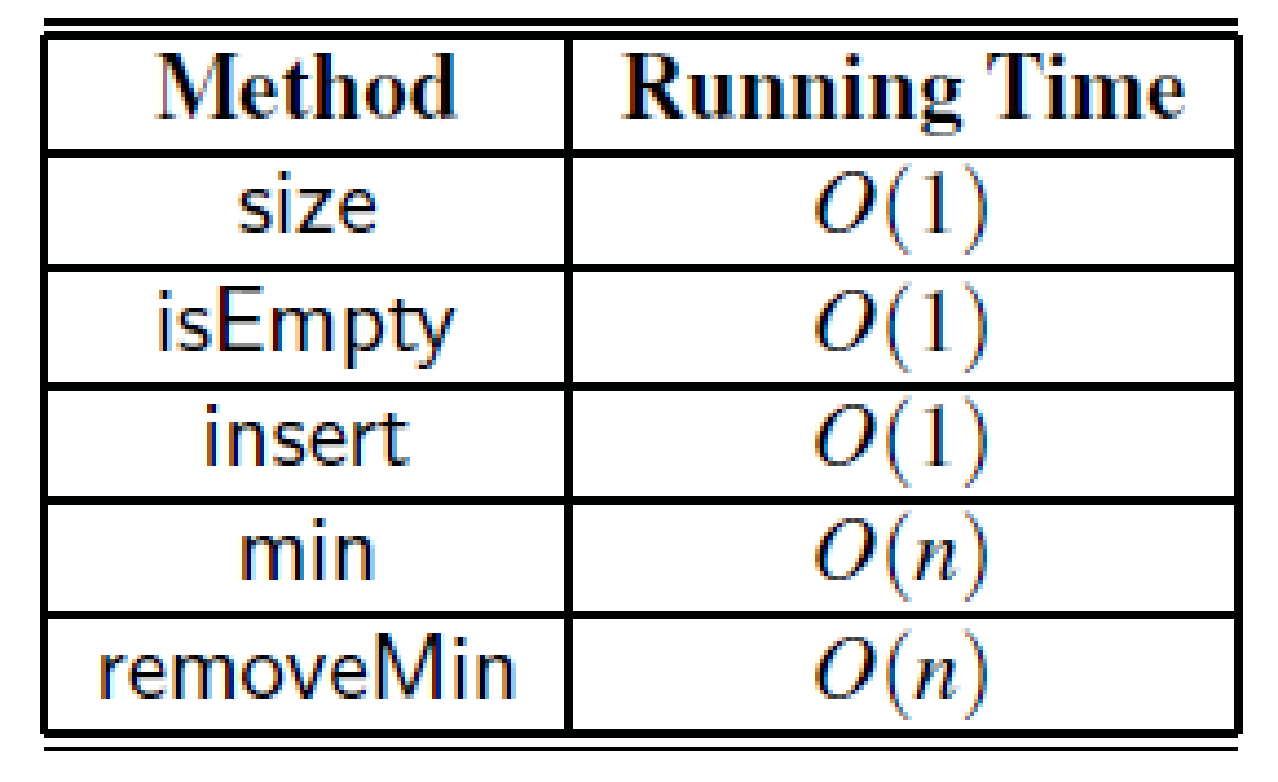 Method Running Time
size O(1)
isEmpty O(1)
insert O(1)
min O(n)
removeMin O(n)